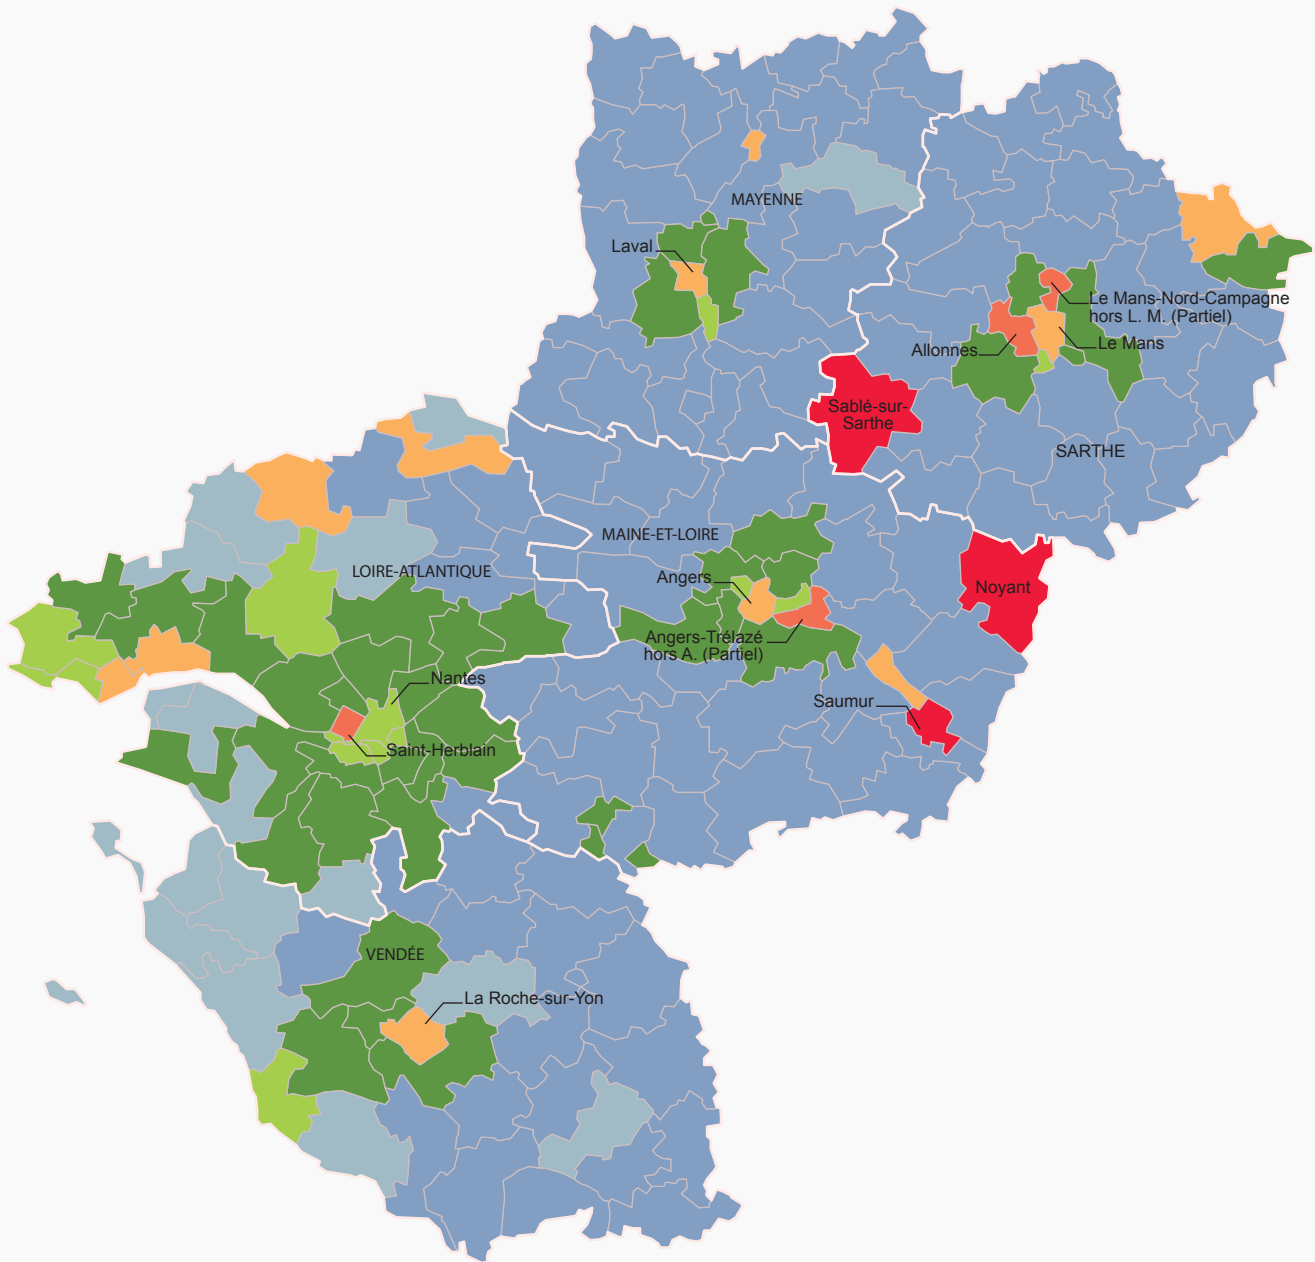 MAYENNE
Laval
Le Mans-Nord-Campagne
hors L. M. (Partiel)
Le Mans
Allonnes
Sablé-sur-
Sarthe
SARTHE
MAINE-ET-LOIRE
LOIRE-ATLANTIQUE
Angers
Noyant
Angers-Trélazé
hors A. (Partiel)
Nantes
Saumur
Saint-Herblain
VENDÉE
La Roche-sur-Yon